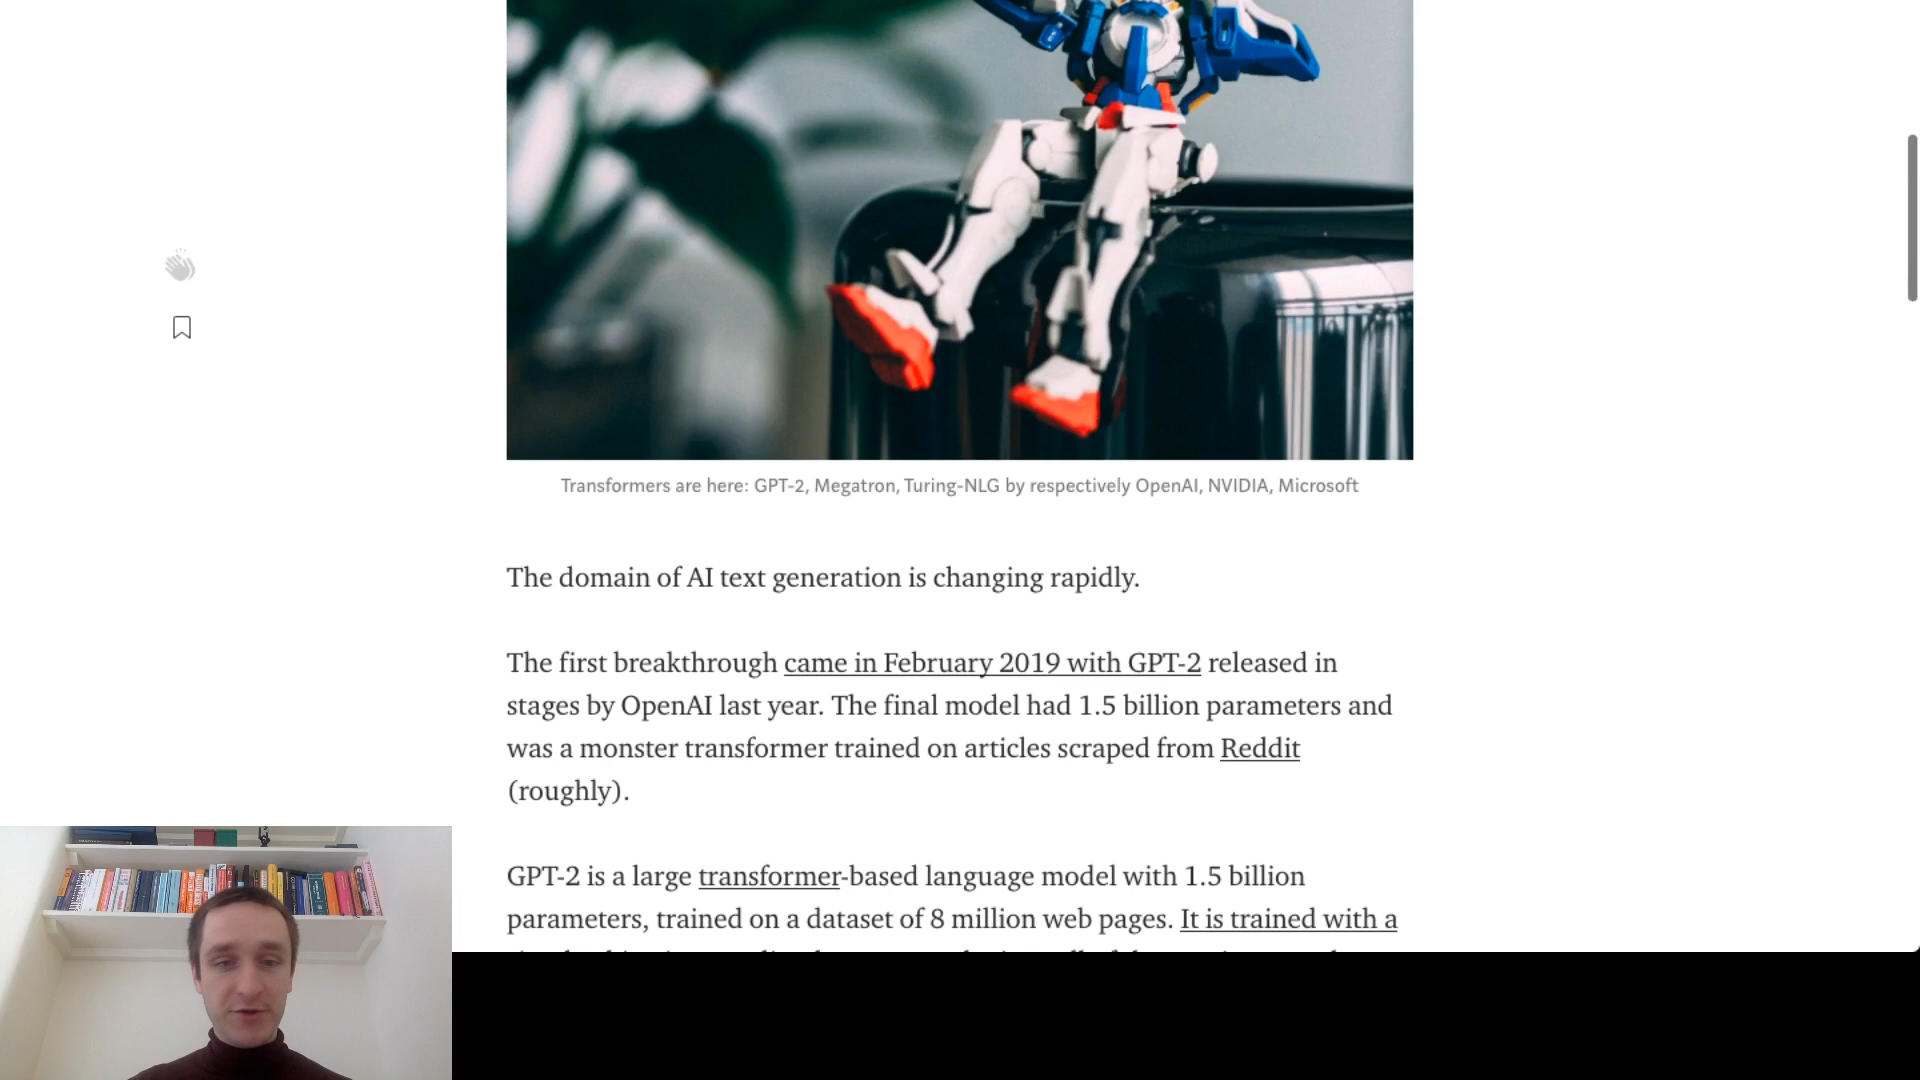 Transformers are here: GPT-2, Megatron, Turing-NLG by respectively OpenAI, NVIDIA, Microsoft
The domain of AI text generation is changing rapidly.
The first breakthrough came in February 2019 with GPT-2 released in
stages by OpenAI last year. The final model had 1.5 billion parameters and
was a monster transformer trained on articles scraped from Reddit
(roughly).
GPT-2 is a large transformer-based language model with 1.5 billion
parameters, trained on a dataset of 8 million web pages. It is trained with a